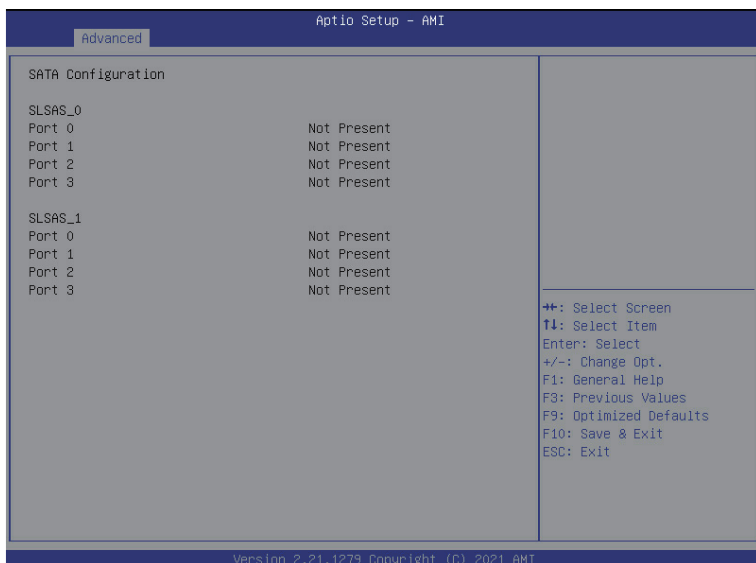 Aptio Setup – AMI
Advanced
SATA Configuration
SLSAS_0
Port 0 Not Present
Port 1 Not Present
Port 2 Not Present
Port 3 Not Present
SLSAS_1
Port 0 Not Present
Port 1 Not Present
Port 2 Not Present
Port 3 Not Present
→←: Select Screen
↑↓: Select Item
Enter: Select
+/-: Change Opt.
F1: General Help
F3: Previous Values
F9: Optimized Defaults
F10: Save & Exit
ESC: Exit
Version 2.21.1279 Copyright (C) 2021 AMI